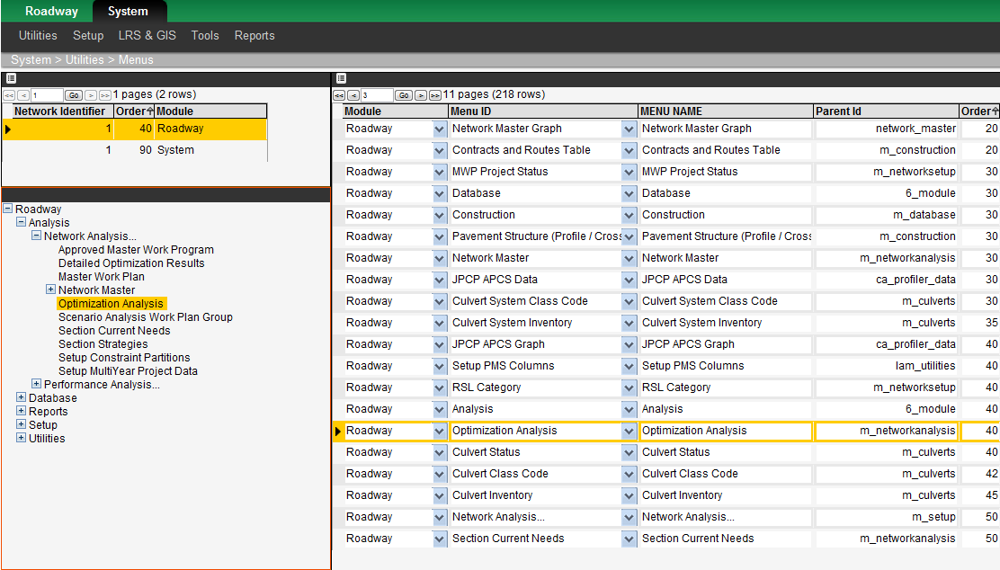 Roadway System
Utilities Setup LRS & GIS Tools Reports
System > Utilities > Menus
<< < 1 Go > >> 1 pages (2 rows)
Network Identifier Order Module
1 40 Roadway
1 90 System
Roadway
Analysis
Network Analysis...
Approved Master Work Program
Detailed Optimization Results
Master Work Plan
Network Master
Optimization Analysis
Scenario Analysis Work Plan Group
Section Current Needs
Section Strategies
Setup Constraint Partitions
Setup MultiYear Project Data
Performance Analysis...
Database
Reports
Setup
Utilities
<< < 3 Go > >> 11 pages (218 rows)
Module Menu ID MENU NAME Parent Id Order
Roadway Network Master Graph Network Master Graph network_master 20
Roadway Contracts and Routes Table Contracts and Routes Table m_construction 20
Roadway MWP Project Status MWP Project Status m_networksetup 30
Roadway Database Database 6_module 30
Roadway Construction Construction m_database 30
Roadway Pavement Structure (Profile / Cross Pavement Structure (Profile / Cross m_construction 30
Roadway Network Master Network Master m_networkanalysis 30
Roadway JPCP APCS Data JPCP APCS Data ca_profiler_data 30
Roadway Culvert System Class Code Culvert System Class Code m_culverts 30
Roadway Culvert System Inventory Culvert System Inventory m_culverts 35
Roadway JPCP APCS Graph JPCP APCS Graph ca_profiler_data 40
Roadway Setup PMS Columns Setup PMS Columns lam_utilities 40
Roadway RSL Category RSL Category m_networksetup 40
Roadway Analysis Analysis 6_module 40
Roadway Optimization Analysis Optimization Analysis m_networkanalysis 40
Roadway Culvert Status Culvert Status m_culverts 40
Roadway Culvert Class Code Culvert Class Code m_culverts 42
Roadway Culvert Inventory Culvert Inventory m_culverts 45
Roadway Network Analysis... Network Analysis... m_setup 50
Roadway Section Current Needs Section Current Needs m_networkanalysis 50